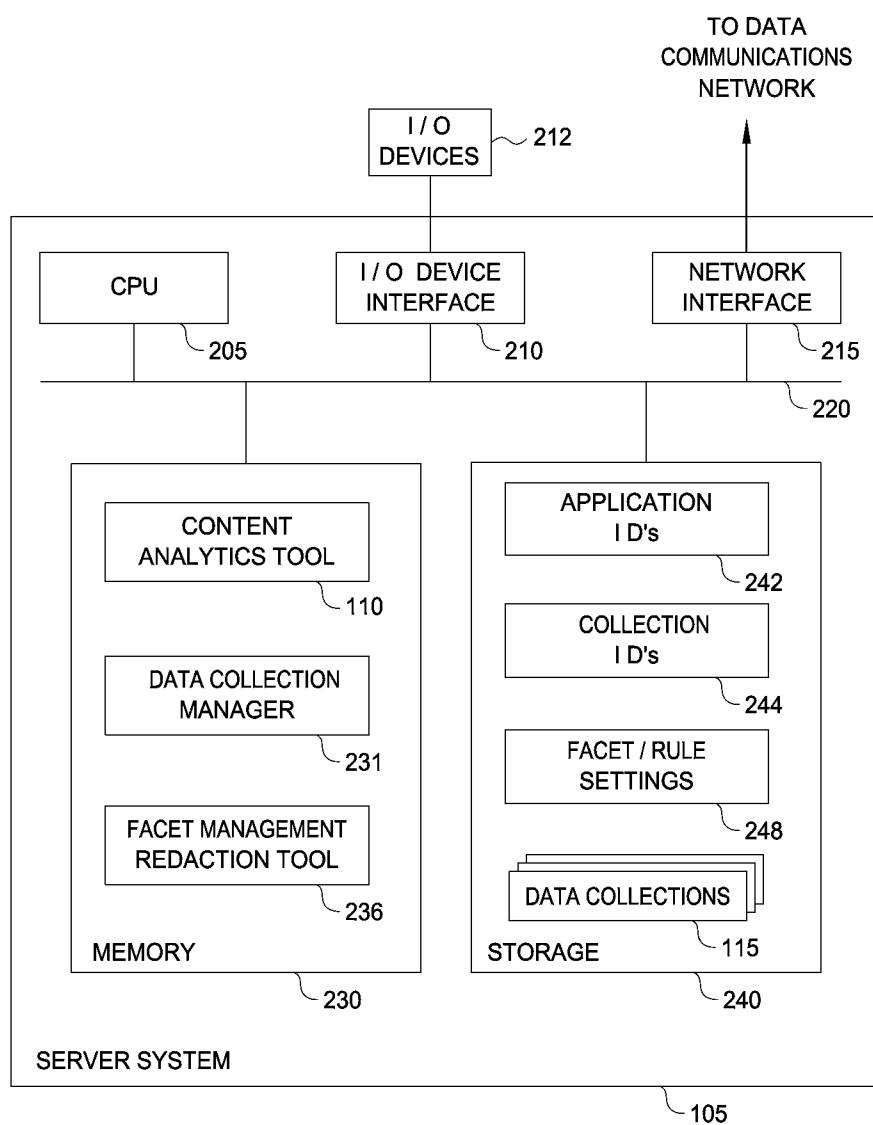 TO DATA
COMMUNICATIONS
NETWORK
I / O
DEVICES
212
CPU
205
I / O DEVICE
INTERFACE
210
NETWORK
INTERFACE
215
220
CONTENT
ANALYTICS TOOL
110
DATA COLLECTION
MANAGER
231
FACET MANAGEMENT
REDACTION TOOL
236
MEMORY
230
APPLICATION
I D's
242
COLLECTION
I D's
244
FACET / RULE
SETTINGS
248
DATA COLLECTIONS
115
STORAGE
240
SERVER SYSTEM
105